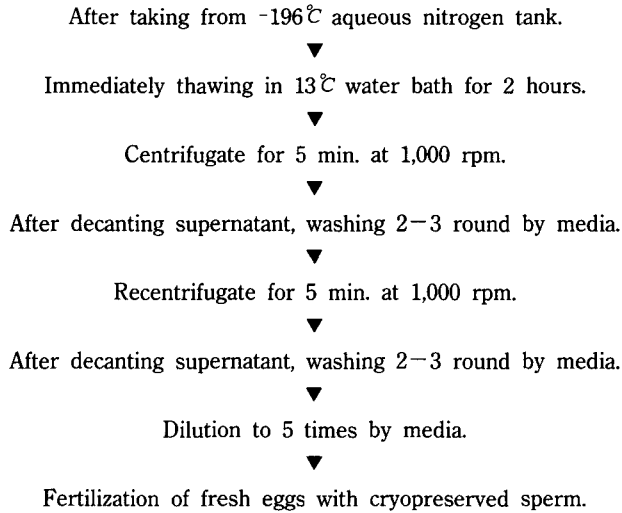 After taking from -196℃ aqueous nitrogen tank.
▼
Immediately thawing in 13℃ water bath for 2 hours.
▼
Centrifugate for 5 min. at 1,000 rpm.
▼
After decanting supernatant, washing 2-3 round by media.
▼
Recentrifugate for 5 min. at 1,000 rpm.
▼
After decanting supernatant, washing 2-3 round by media.
▼
Dilution to 5 times by media.
▼
Fertilization of fresh eggs with cryopreserved sperm.